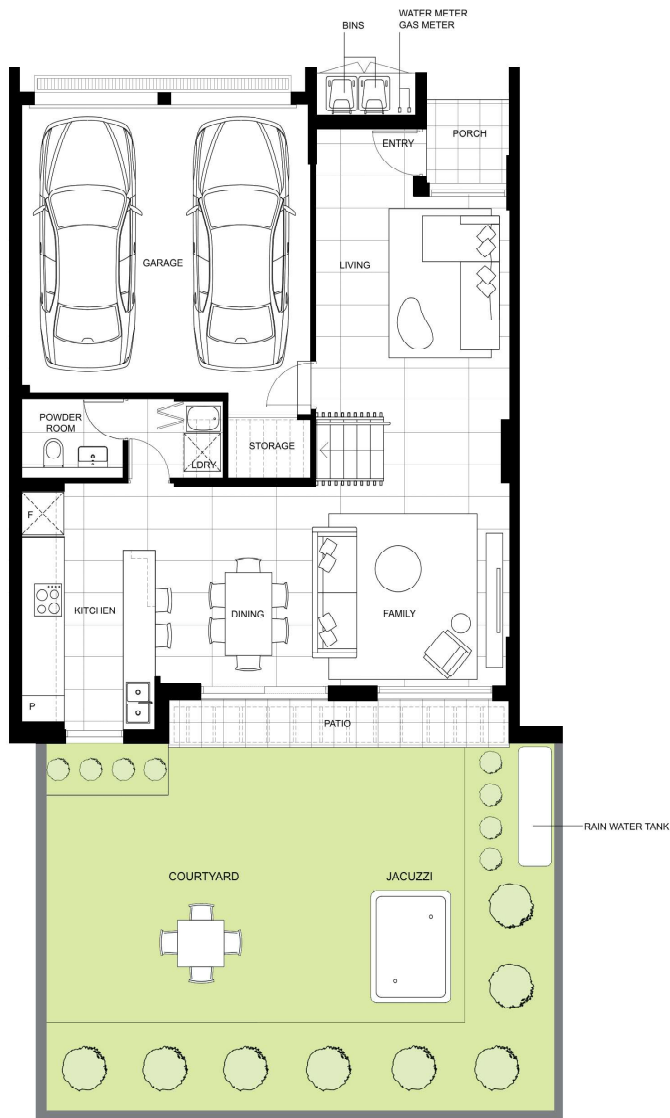 WATER METER
GAS METER
BINS
ENTRY
PORCH
GARAGE
LIVING
POWDER
ROOM
STORAGE
LDRY
F
KITCHEN
DINING
FAMILY
P
PATIO
RAIN WATER TANK
COURTYARD
JACUZZI